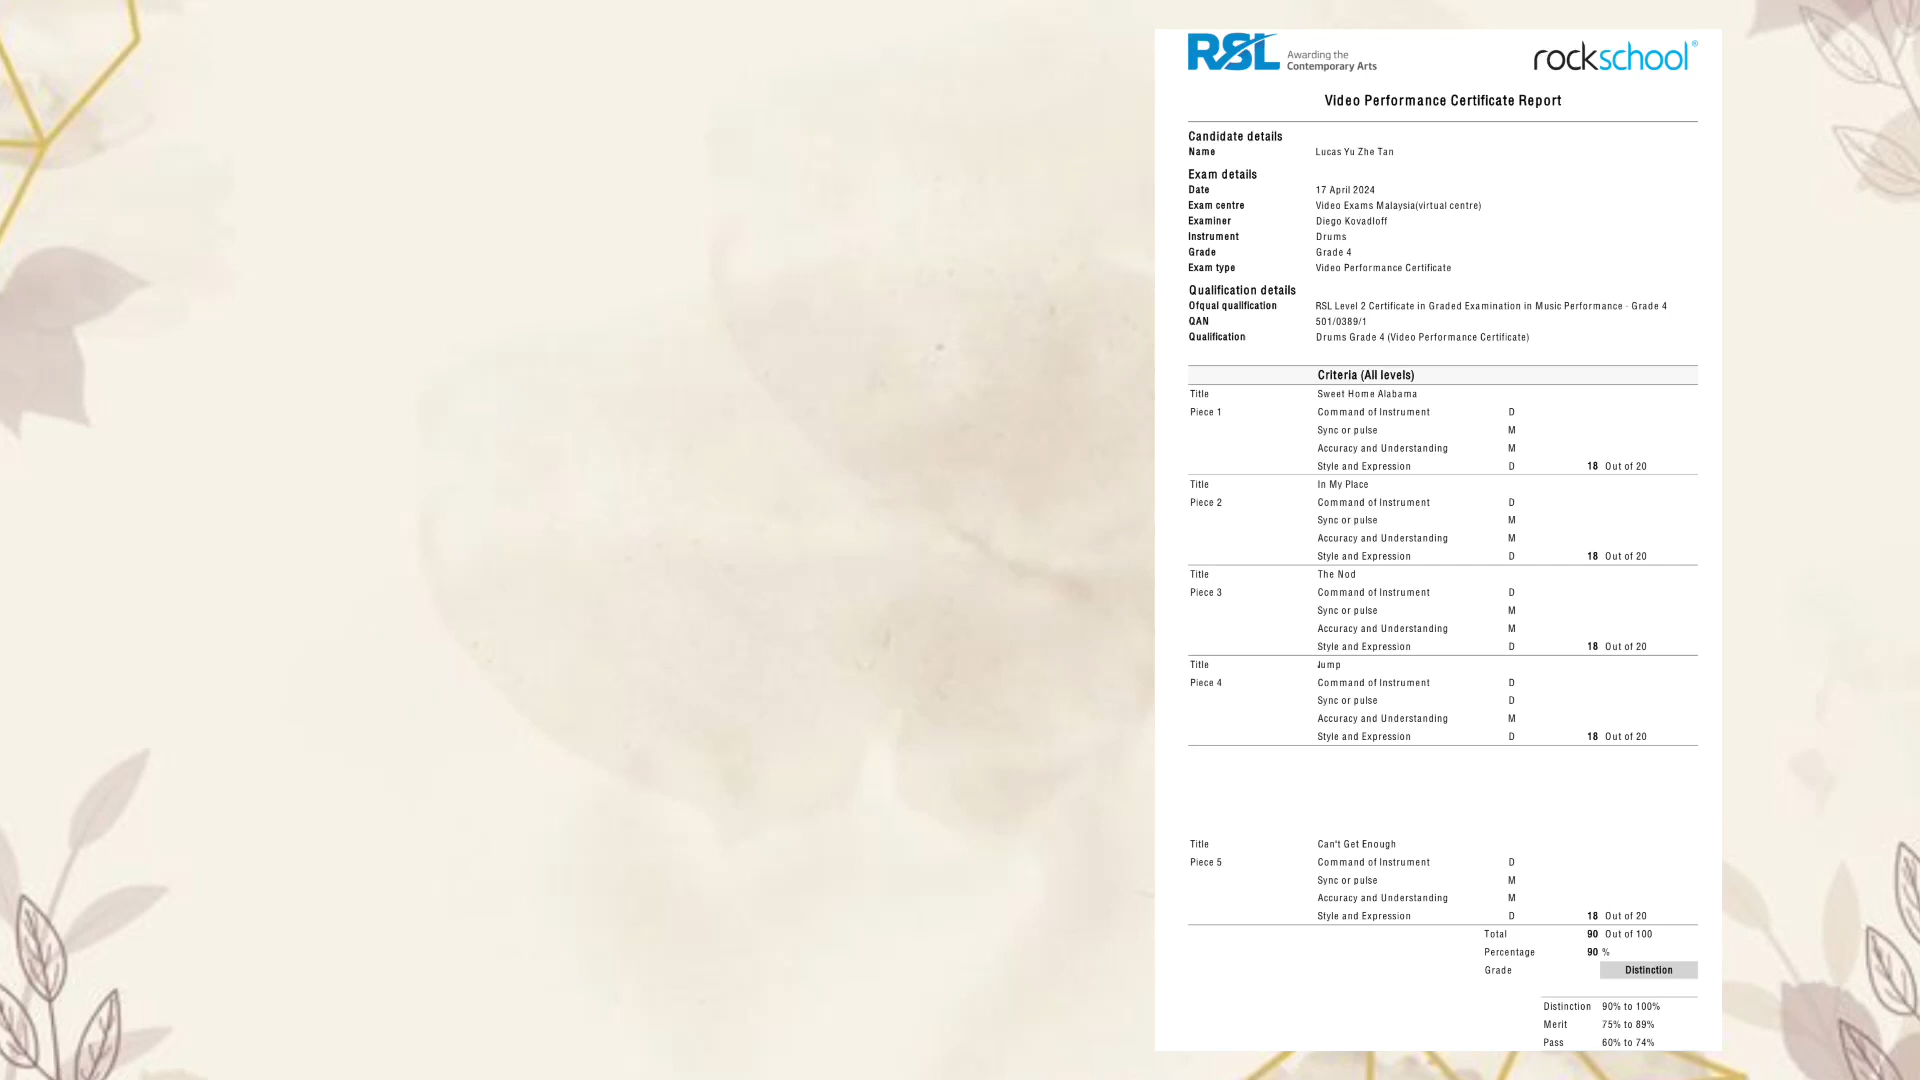 RSL Awarding the
Contemporary Arts
rockschool®
Video Performance Certificate Report
Candidate details
Name Lucas Yu Zhe Tan
Exam details
Date 17 April 2024
Exam centre Video Exams Malaysia(virtual centre)
Examiner Diego Kovadloff
Instrument Drums
Grade Grade 4
Exam type Video Performance Certificate
Qualification details
Ofqual qualification RSL Level 2 Certificate in Graded Examination in Music Performance - Grade 4
QAN 501/0389/1
Qualification Drums Grade 4 (Video Performance Certificate)
Criteria (All levels)
Title Sweet Home Alabama
Piece 1 Command of Instrument D
Sync or pulse M
Accuracy and Understanding M
Style and Expression D 18 Out of 20
Title In My Place
Piece 2 Command of Instrument D
Sync or pulse M
Accuracy and Understanding M
Style and Expression D 18 Out of 20
Title The Nod
Piece 3 Command of Instrument D
Sync or pulse M
Accuracy and Understanding M
Style and Expression D 18 Out of 20
Title Jump
Piece 4 Command of Instrument D
Sync or pulse D
Accuracy and Understanding M
Style and Expression D 18 Out of 20
Title Can't Get Enough
Piece 5 Command of Instrument D
Sync or pulse M
Accuracy and Understanding M
Style and Expression D 18 Out of 20
Total 90 Out of 100
Percentage 90 %
Grade Distinction
Distinction 90% to 100%
Merit 75% to 89%
Pass 60% to 74%